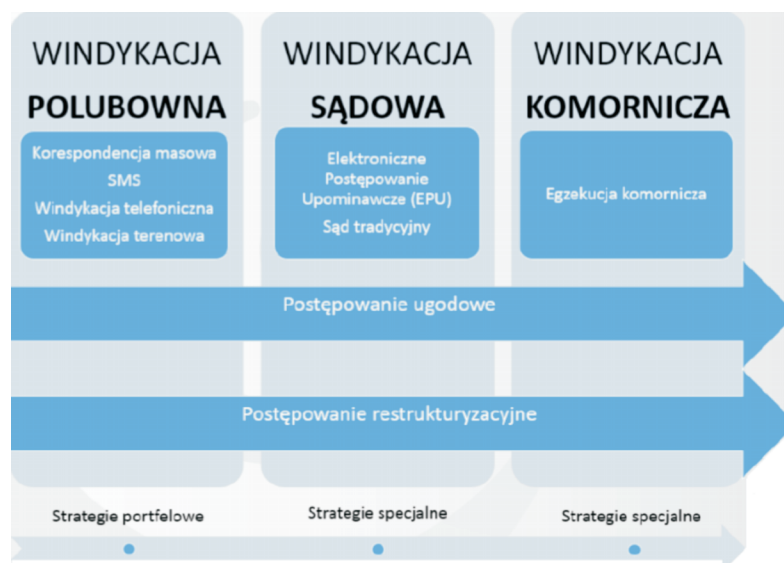 WINDYKACJA
POLUBOWNA
Korespondencja masowa
SMS
Windykacja telefoniczna
Windykacja terenowa
WINDYKACJA
SĄDOWA
Elektroniczne
Postępowanie
Upominawcze (EPU)
Sąd tradycyjny
WINDYKACJA
KOMORNICZA
Egzekucja komornicza
Postępowanie ugodowe
Postępowanie restrukturyzacyjne
Strategie portfelowe
Strategie specjalne
Strategie specjalne